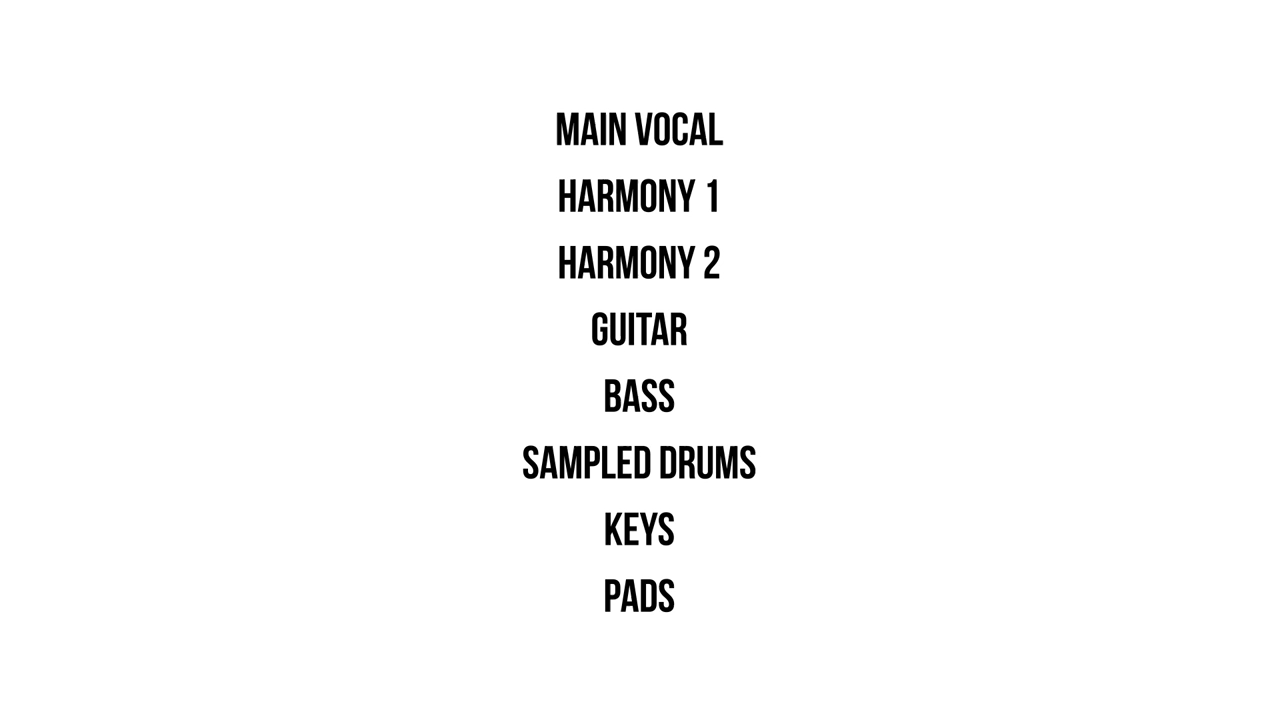 MAIN VOCAL
HARMONY 1
HARMONY 2
GUITAR
BASS
SAMPLED DRUMS
KEYS
PADS